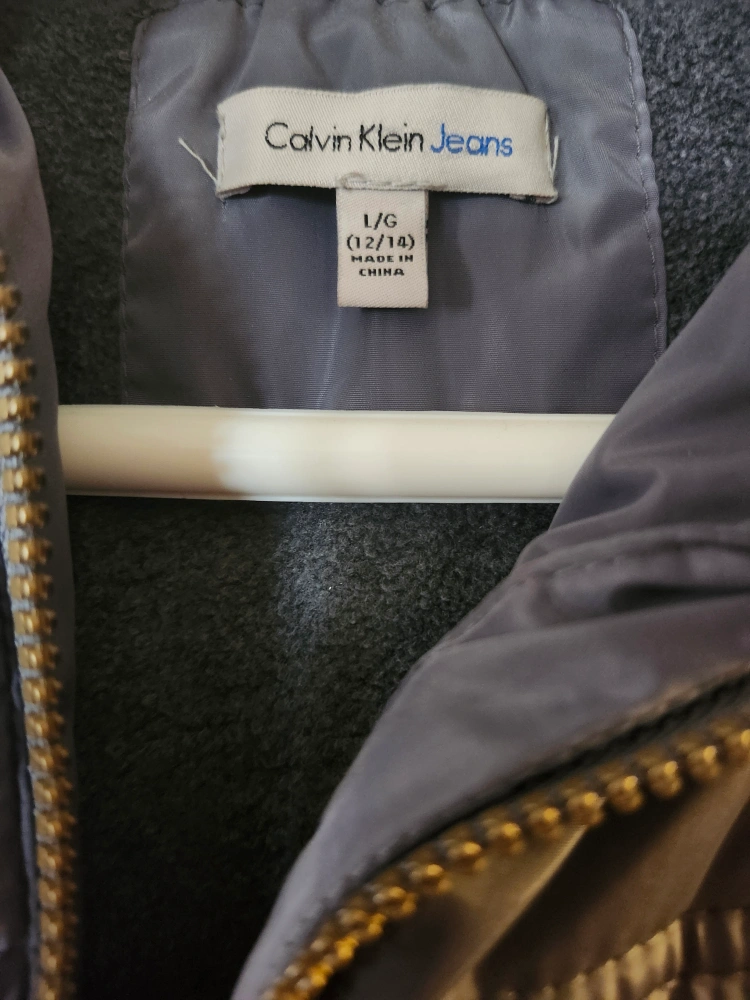 Calvin Klein Jeans
L/G
(12/14)
MADE IN
CHINA